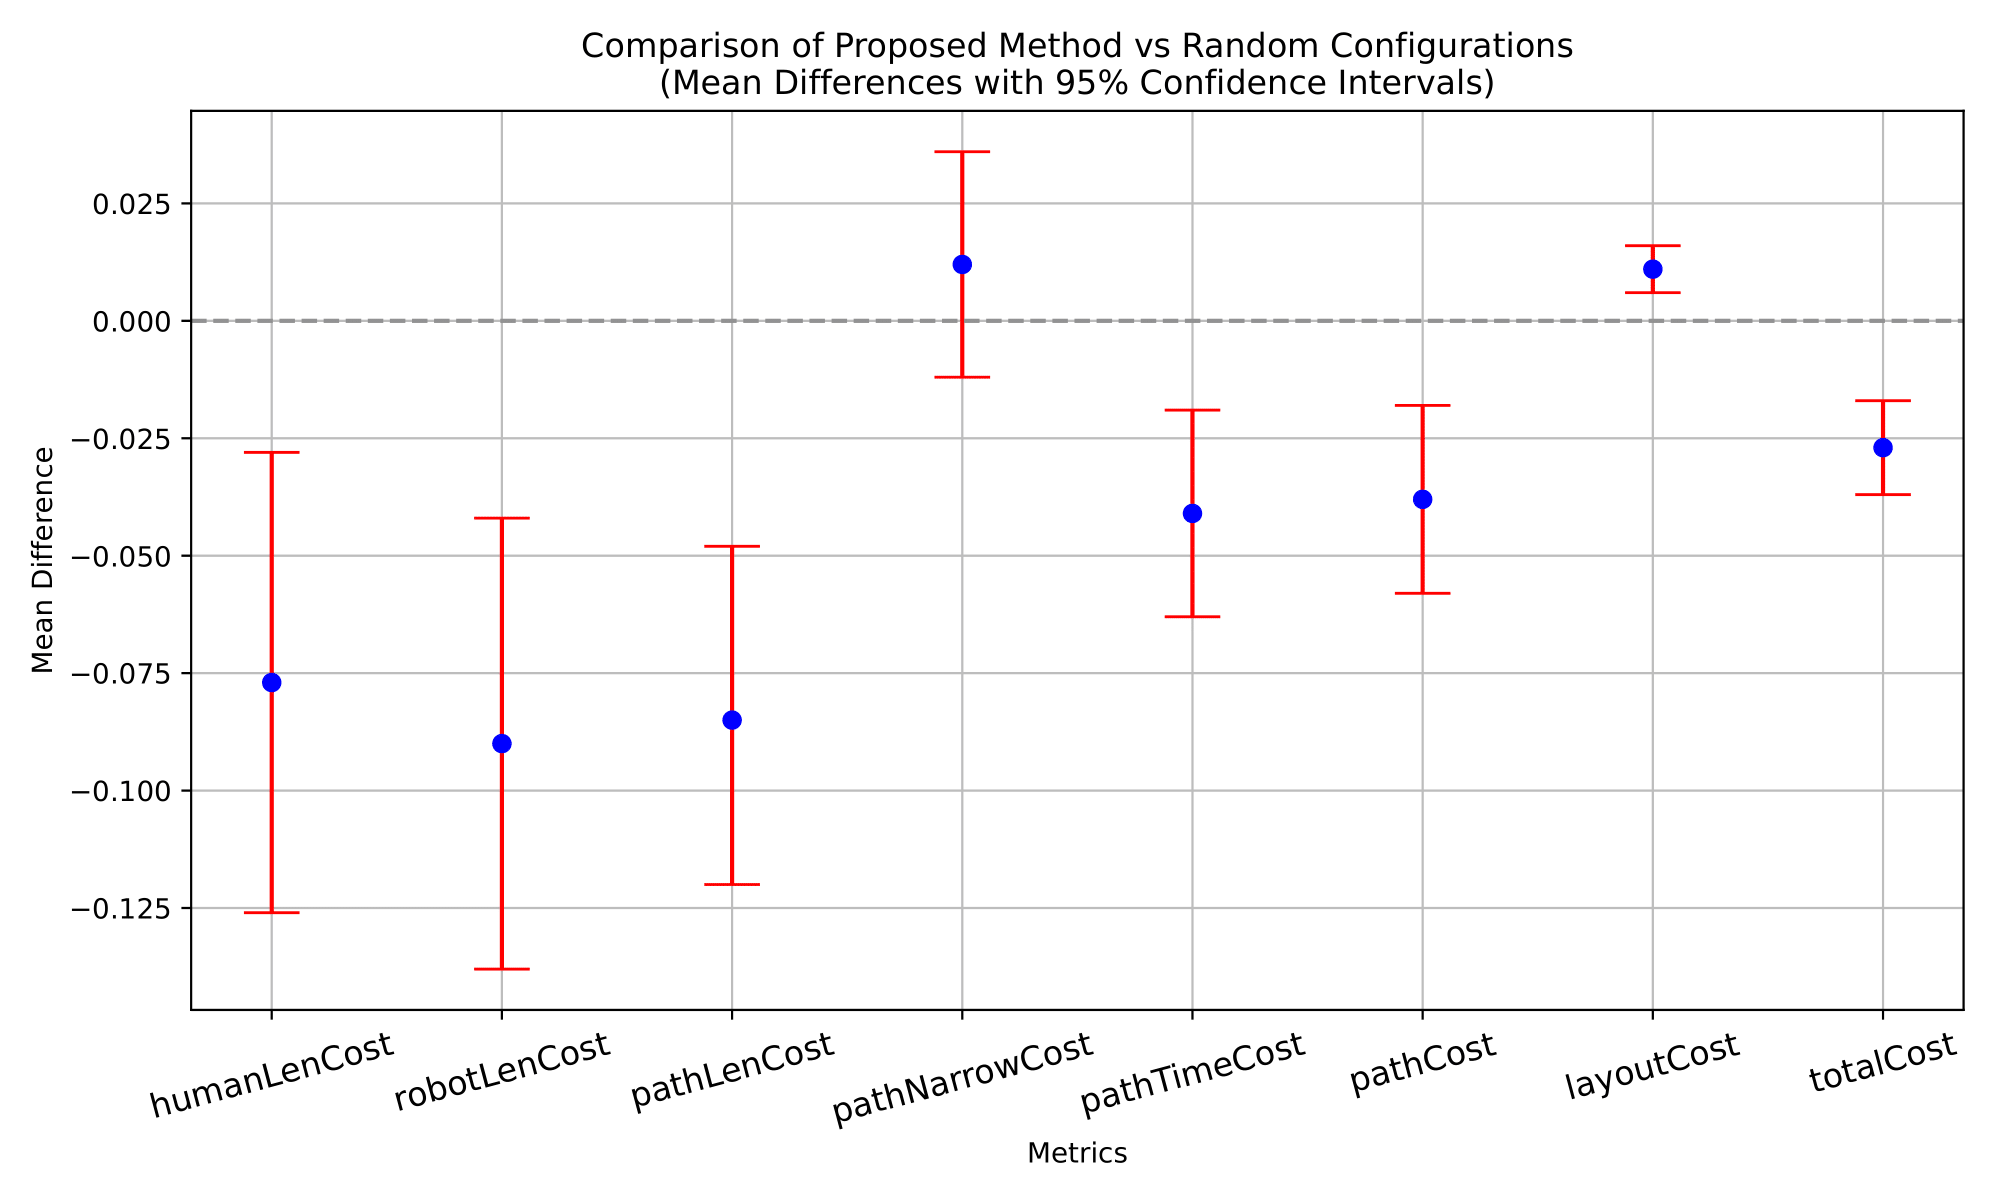 Comparison of Proposed Method vs Random Configurations
(Mean Differences with 95% Confidence Intervals)
Mean Difference
0.025
0.000
−0.025
−0.050
−0.075
−0.100
−0.125
humanLenCost
robotLenCost
pathLenCost
pathNarrowCost
pathTimeCost
pathCost
layoutCost
totalCost
Metrics